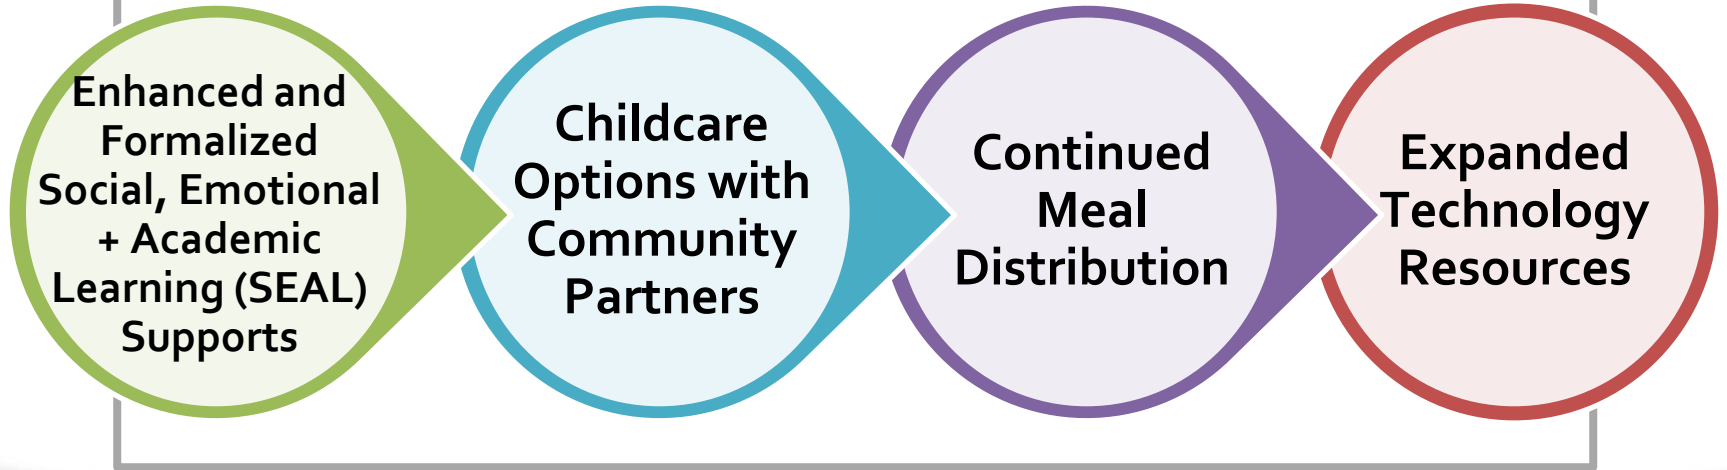 Enhanced and
Formalized
Social, Emotional
+ Academic
Learning (SEAL)
Supports
Childcare
Options with
Community
Partners
Continued
Meal
Distribution
Expanded
Technology
Resources